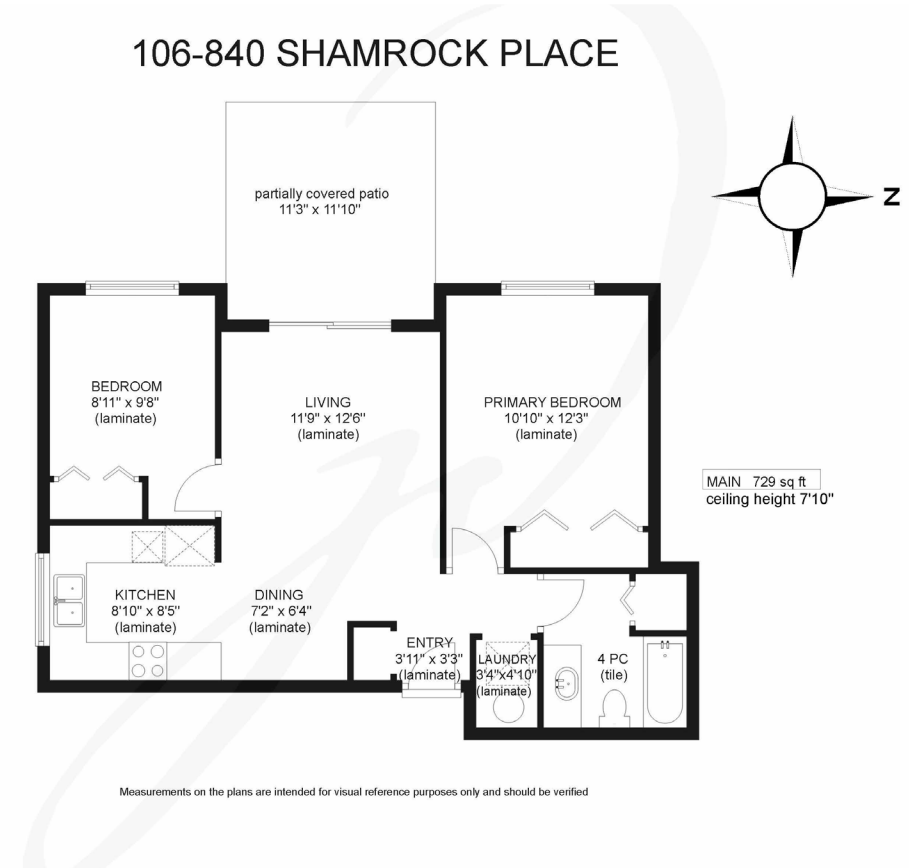 106-840 SHAMROCK PLACE
partially covered patio
11'3" x 11'10"
Z
BEDROOM
8'11" x 9'8"
(laminate)
LIVING
11'9" x 12'6"
(laminate)
PRIMARY BEDROOM
10'10" x 12'3"
(laminate)
MAIN 729 sq ft
ceiling height 7'10"
KITCHEN
8'10" x 8'5"
(laminate)
DINING
7'2" x 6'4"
(laminate)
ENTRY
3'11" x 3'3"
(laminate)
LAUNDRY
3'4"x4'10"
(laminate)
4 PC
(tile)
Measurements on the plans are intended for visual reference purposes only and should be verified